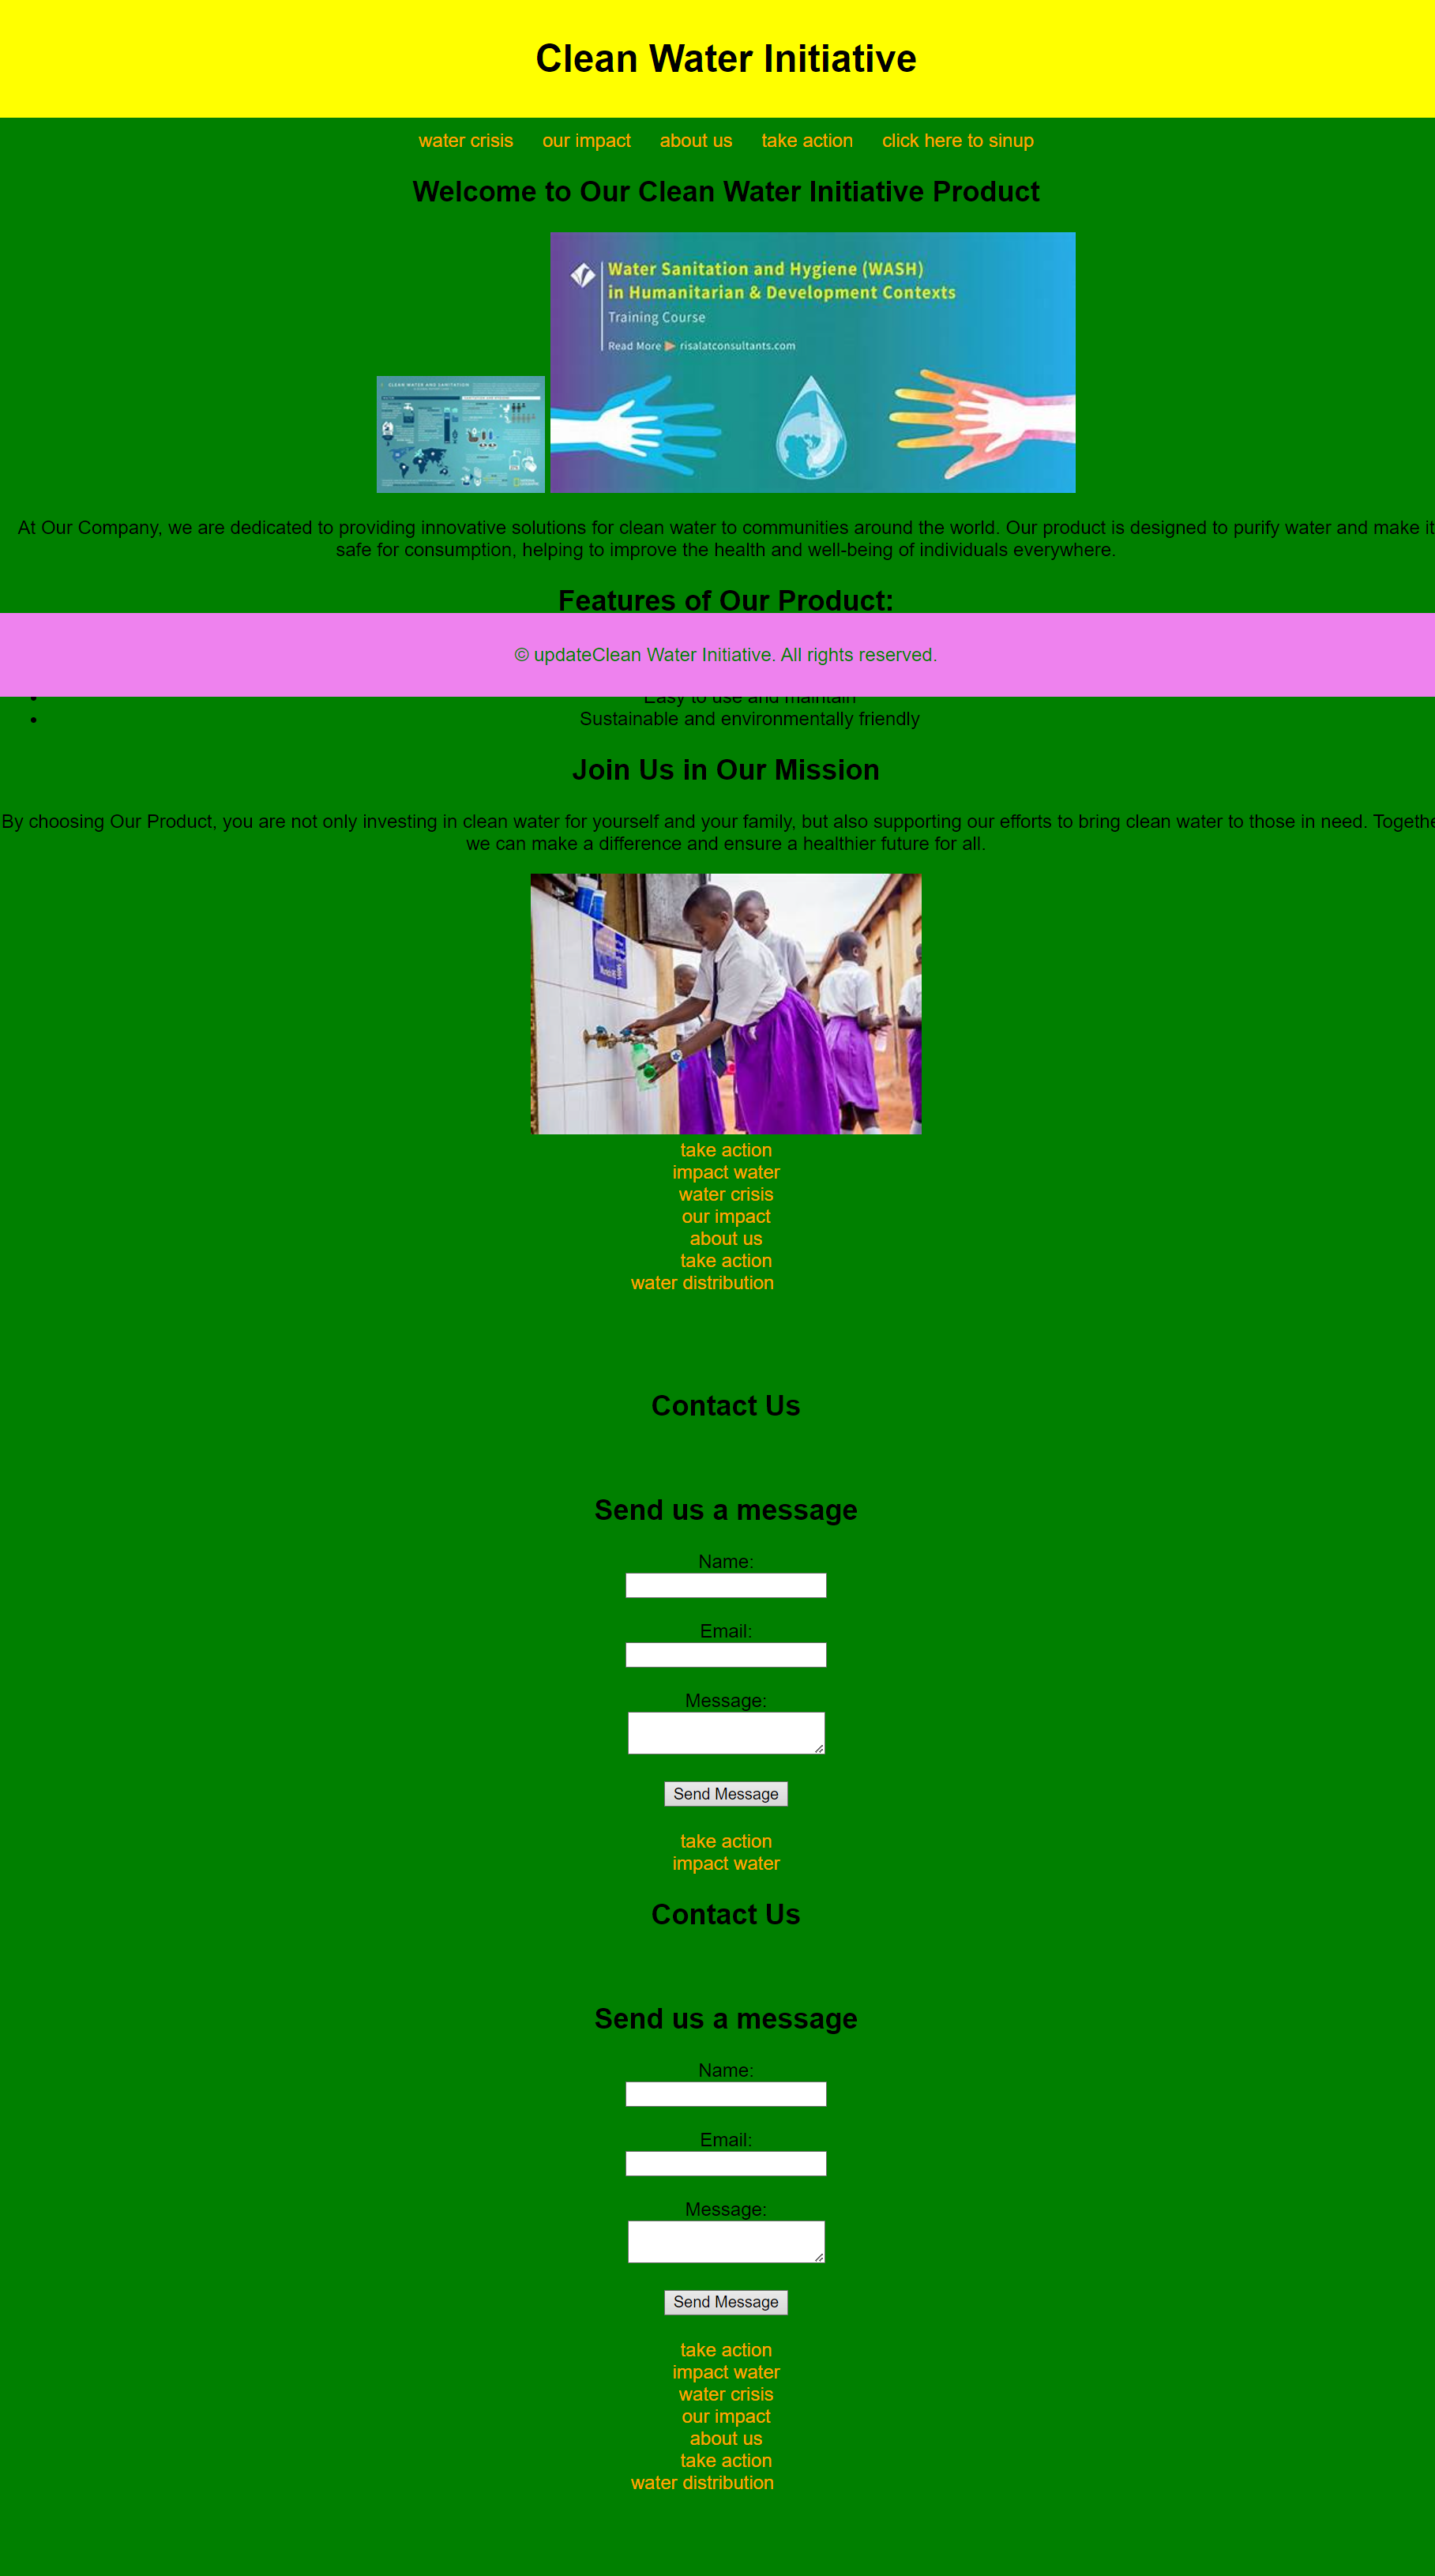 Clean Water Initiative
water crisis our impact about us take action click here to sinup
Welcome to Our Clean Water Initiative Product
Water Sanitation and Hygiene (WASH)
in Humanitarian & Development Contexts
Training Course
Read More ▶ risalatconsultants.com
CLEAN WATER AND SANITATION
At Our Company, we are dedicated to providing innovative solutions for clean water to communities around the world. Our product is designed to purify water and make it
safe for consumption, helping to improve the health and well-being of individuals everywhere.
Features of Our Product:
© updateClean Water Initiative. All rights reserved.
Easy to use and maintain
Sustainable and environmentally friendly
Join Us in Our Mission
By choosing Our Product, you are not only investing in clean water for yourself and your family, but also supporting our efforts to bring clean water to those in need. Togethe
we can make a difference and ensure a healthier future for all.
take action
impact water
water crisis
our impact
about us
take action
water distribution
Contact Us
Send us a message
Name:
Email:
Message:
Send Message
take action
impact water
Contact Us
Send us a message
Name:
Email:
Message:
Send Message
take action
impact water
water crisis
our impact
about us
take action
water distribution